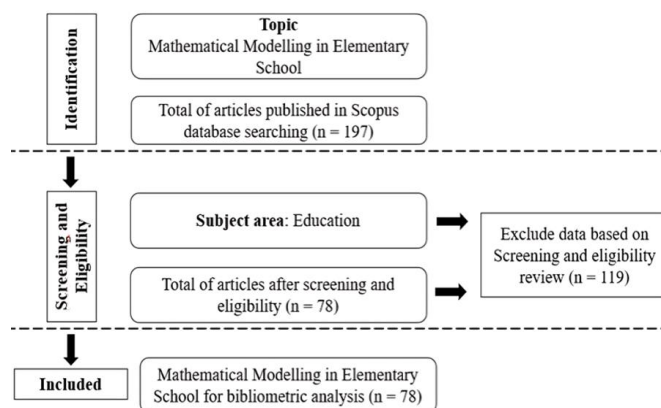 Identification
Topic
Mathematical Modelling in Elementary
School
Total of articles published in Scopus
database searching (n = 197)
Screening and
Eligibility
Subject area: Education
Total of articles after screening and
eligibility (n = 78)
Exclude data based on
Screening and eligibility
review (n = 119)
Included
Mathematical Modelling in Elementary
School for bibliometric analysis (n = 78)